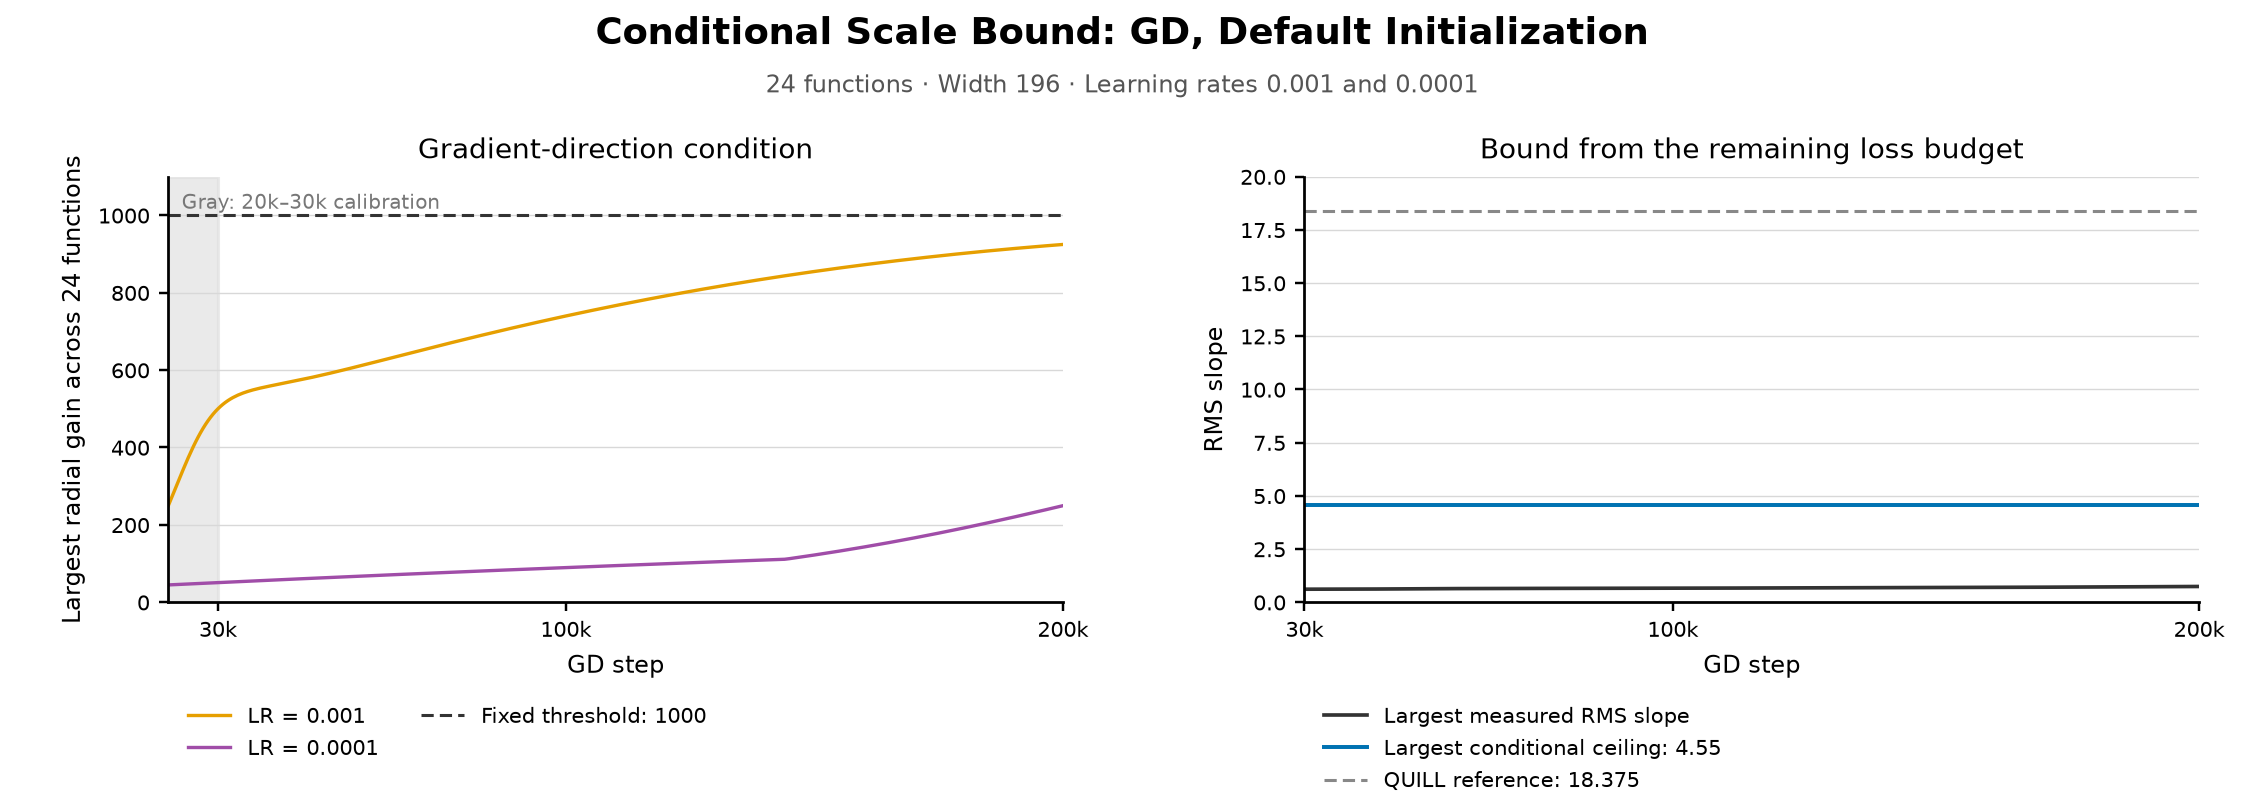 Conditional Scale Bound: GD, Default Initialization
24 functions · Width 196 · Learning rates 0.001 and 0.0001
Gradient-direction condition
Largest radial gain across 24 functions
Gray: 20k–30k calibration
1000
800
600
400
200
0
30k
100k
200k
GD step
LR = 0.001
LR = 0.0001
Fixed threshold: 1000
Bound from the remaining loss budget
RMS slope
20.0
17.5
15.0
12.5
10.0
7.5
5.0
2.5
0.0
30k
100k
200k
GD step
Largest measured RMS slope
Largest conditional ceiling: 4.55
QUILL reference: 18.375